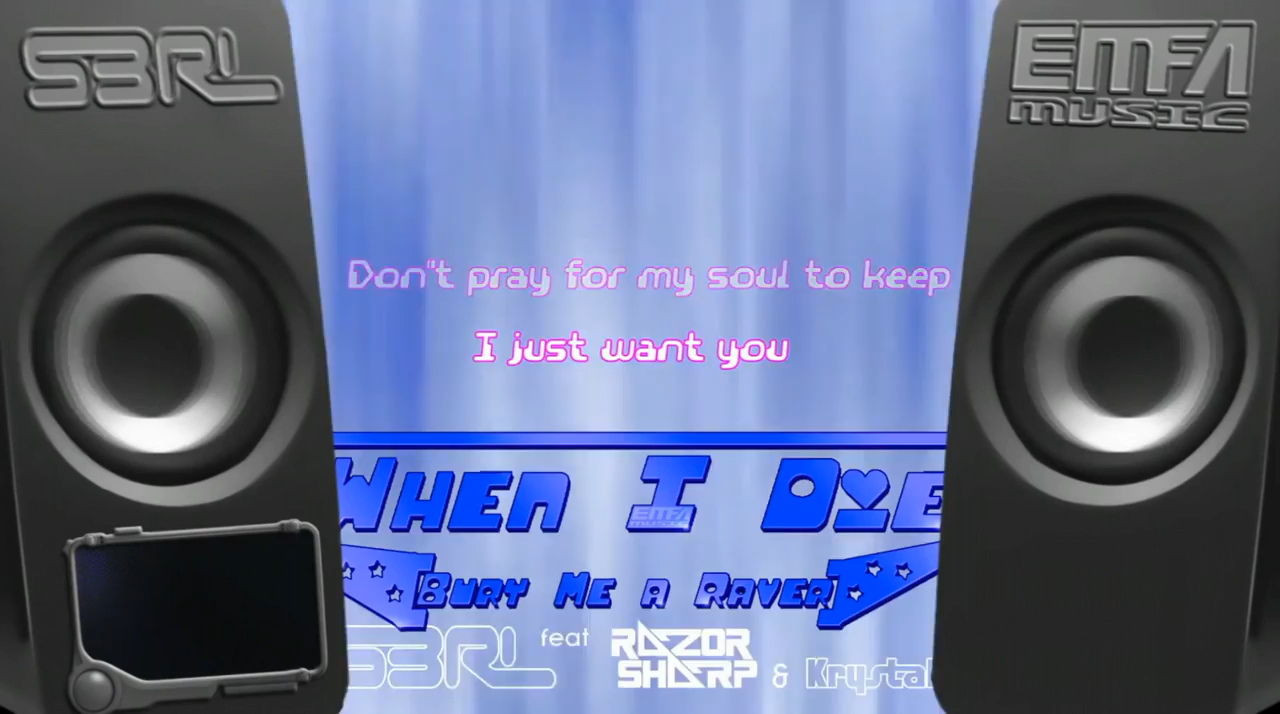 S3RL
EMFA
MUSIC
Don"t pray for my soul to keep
I just want you
When I Die
EMFA
MUSIC
[Bury Me a Raver]
S3RL feat RAZOR SHARP & Krystal